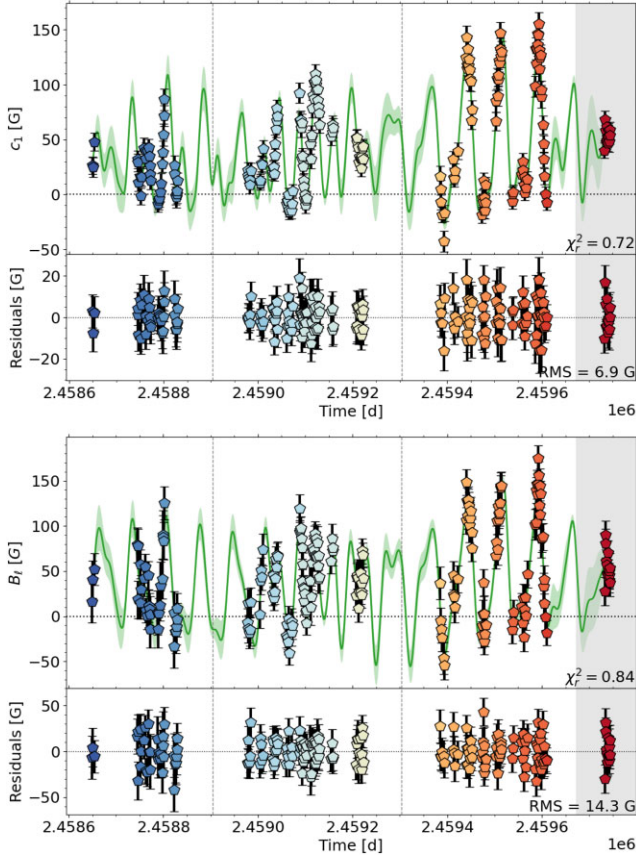 150
100
50
0
−50
c₁ [G]
χᵣ² = 0.72
20
0
−20
Residuals [G]
RMS = 6.9 G
2.4586 2.4588 2.4590 2.4592 2.4594 2.4596
Time [d]
1e6
150
100
50
0
−50
Bℓ [G]
χᵣ² = 0.84
50
0
−50
Residuals [G]
RMS = 14.3 G
2.4586 2.4588 2.4590 2.4592 2.4594 2.4596
Time [d]
1e6